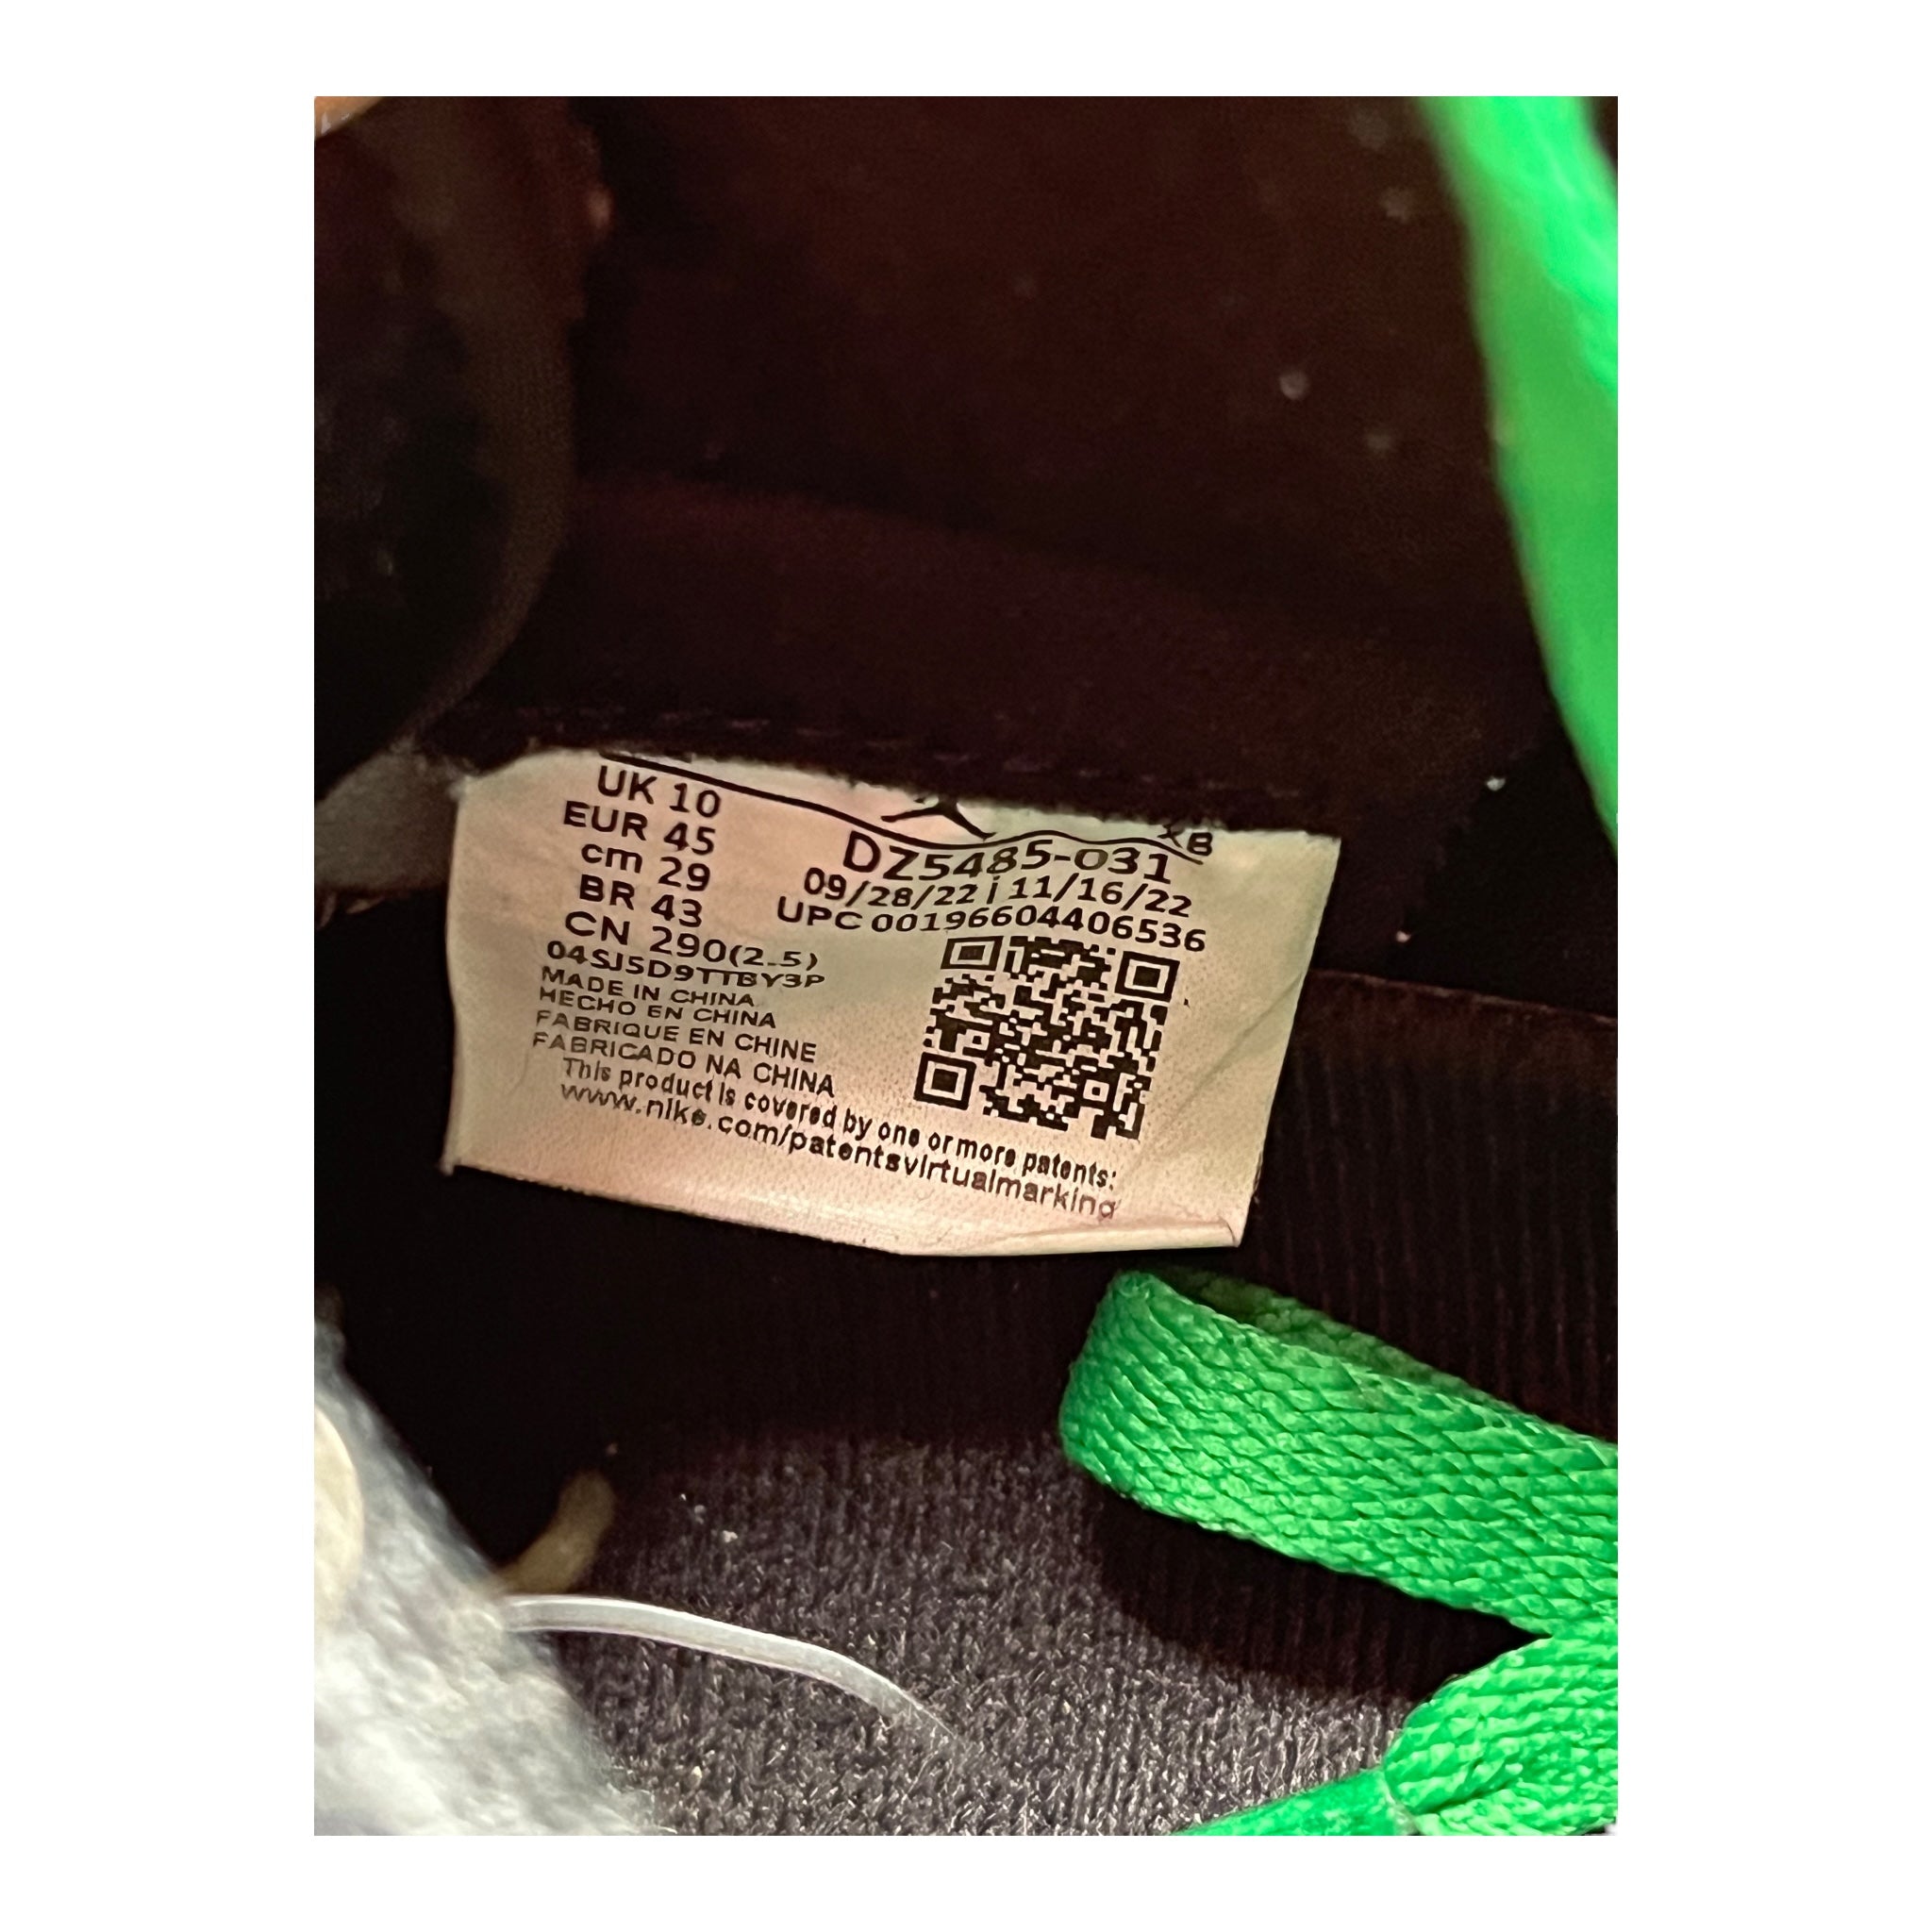 UK 10
EUR 45
cm 29
BR 43
CN 290(2.5)
04SJ5D9TTBY3P
MADE IN CHINA
HECHO EN CHINA
FABRIQUE EN CHINE
FABRICADO NA CHINA
This product is covered by one or more patents:
www.nike.com/patentsvirtualmarking
XB
DZ5485-031
09/28/22 | 11/16/22
UPC 00196604406536